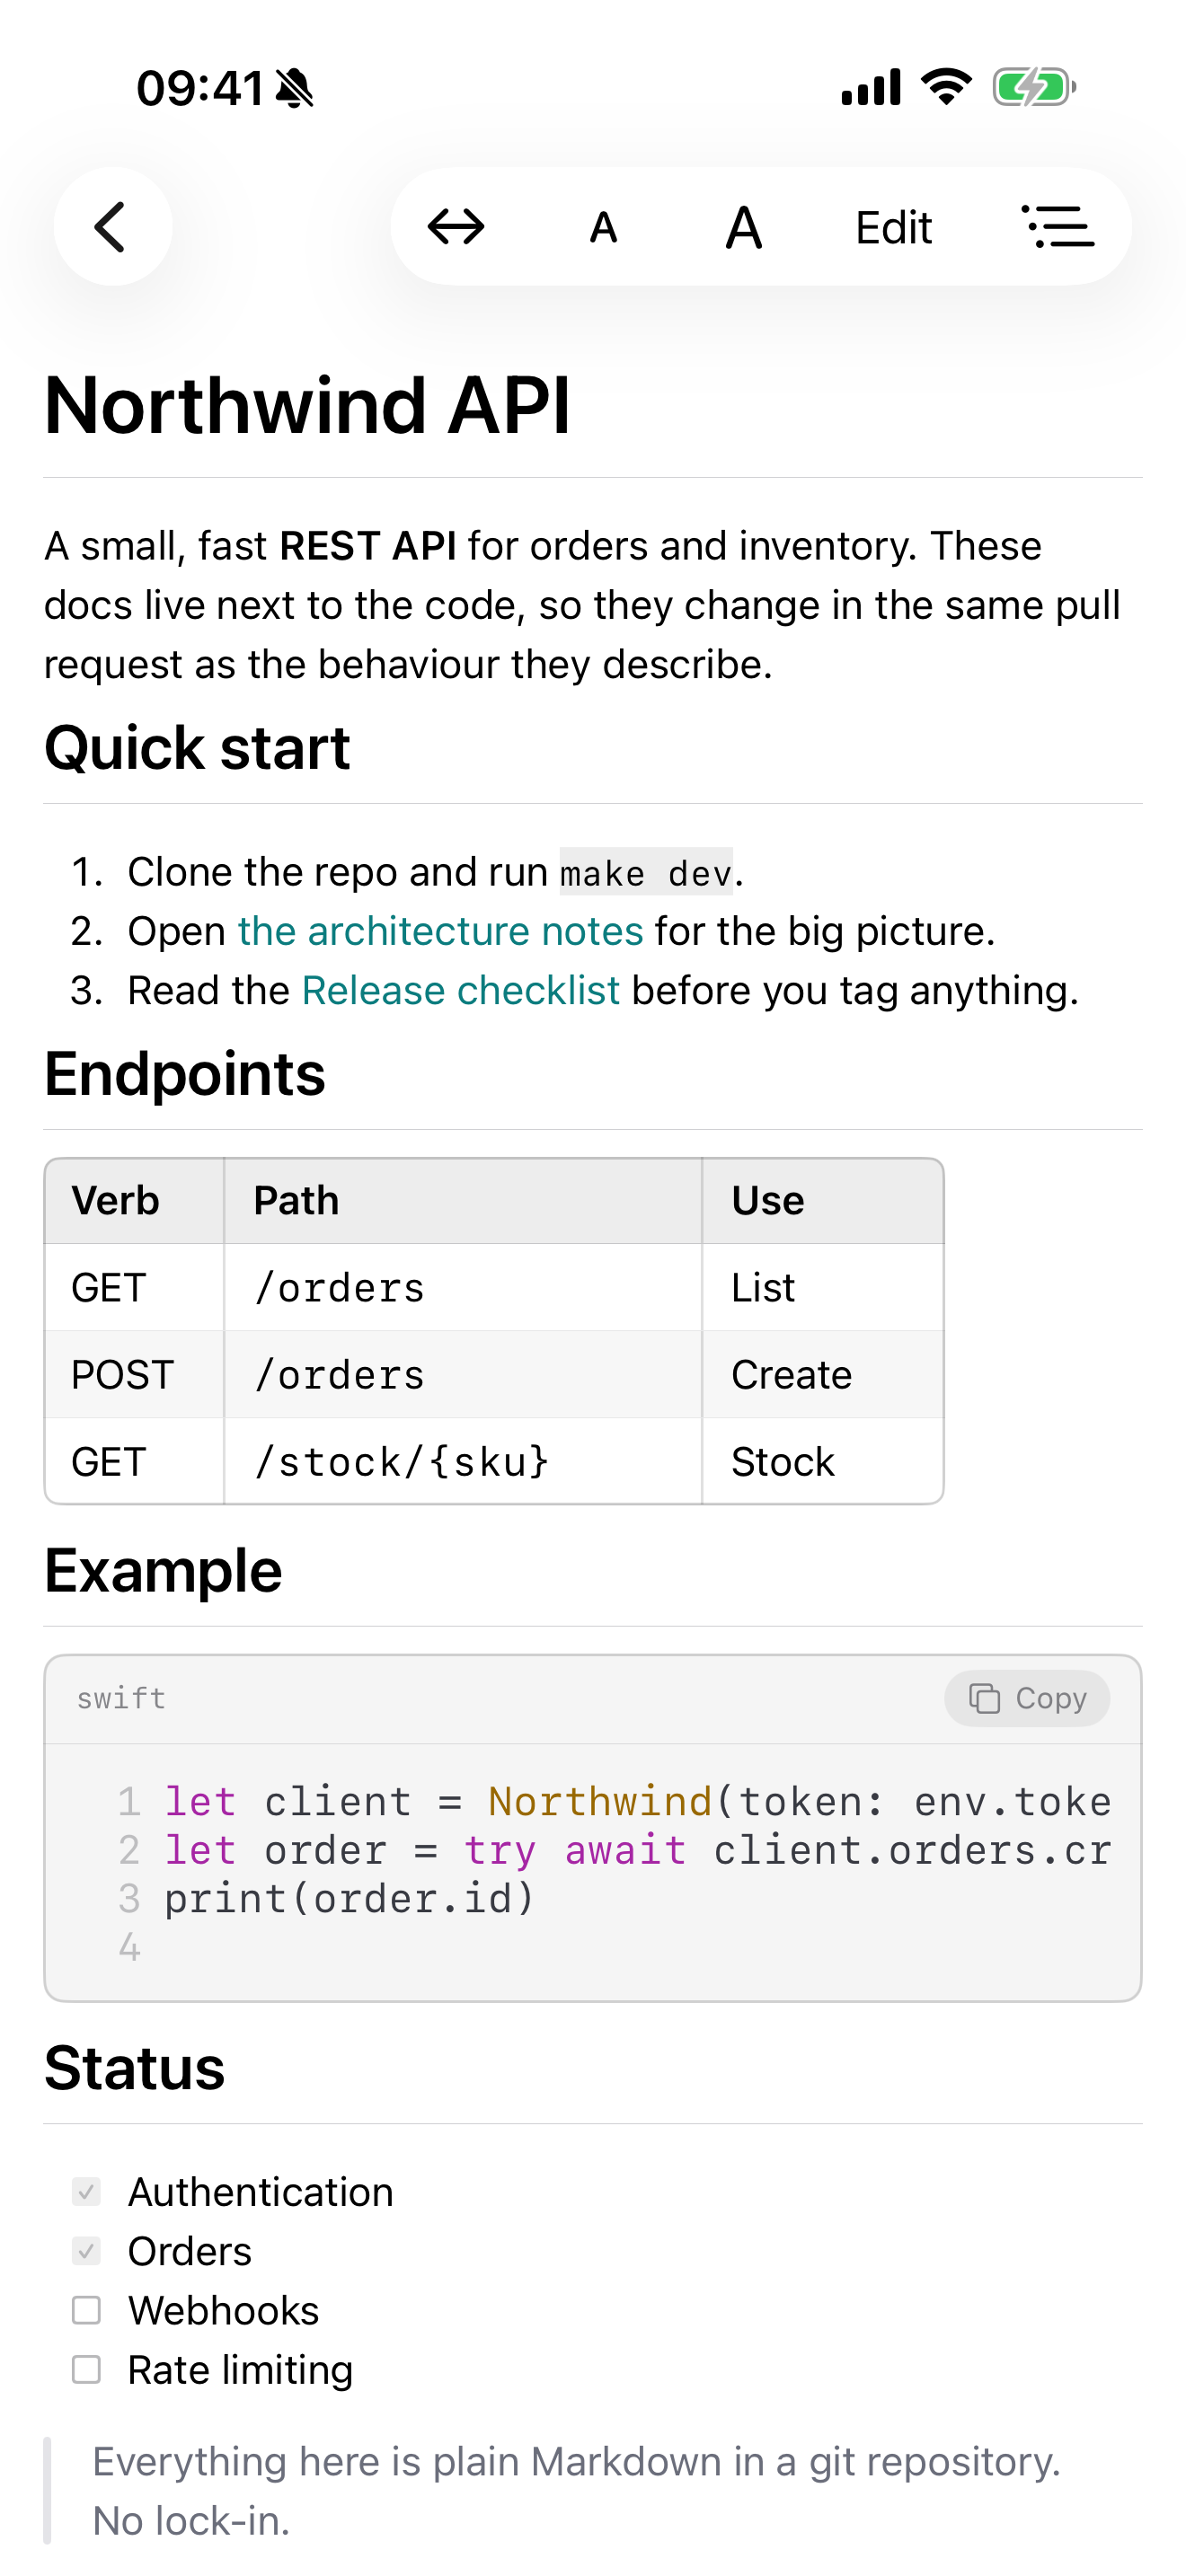 09:41
A
A
Edit
Northwind API
A small, fast REST API for orders and inventory. These
docs live next to the code, so they change in the same pull
request as the behaviour they describe.
Quick start
1. Clone the repo and run make dev.
2. Open the architecture notes for the big picture.
3. Read the Release checklist before you tag anything.
Endpoints
Verb Path Use
GET /orders List
POST /orders Create
GET /stock/{sku} Stock
Example
swift Copy
1 let client = Northwind(token: env.toke
2 let order = try await client.orders.cr
3 print(order.id)
4
Status
Authentication
Orders
Webhooks
Rate limiting
Everything here is plain Markdown in a git repository.
No lock-in.